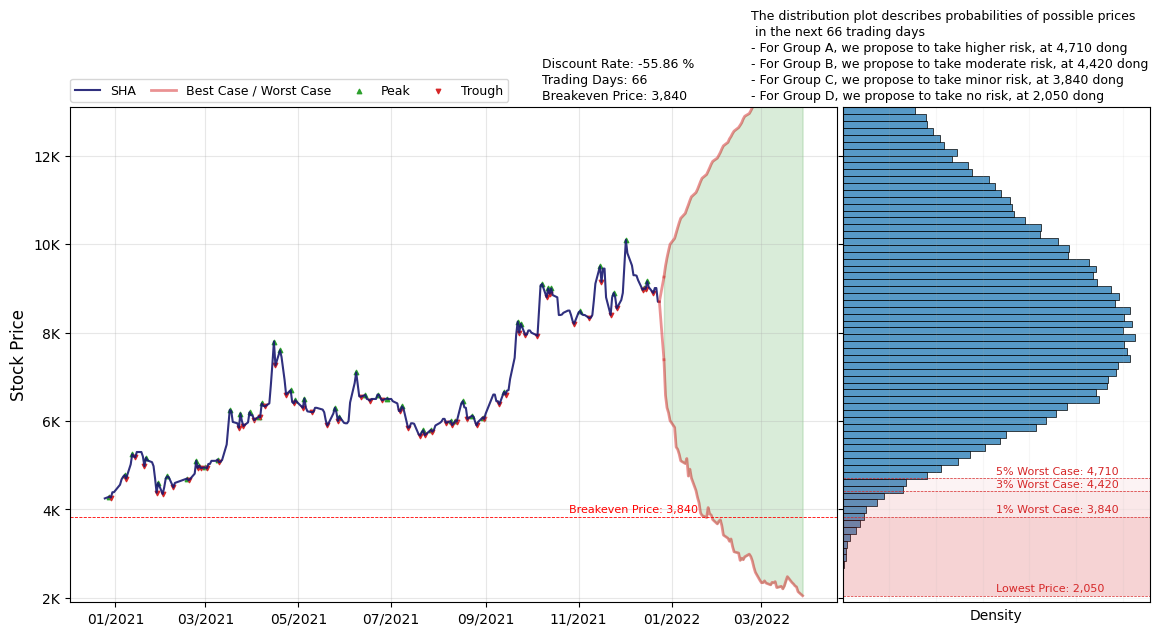 The distribution plot describes probabilities of possible prices
in the next 66 trading days
- For Group A, we propose to take higher risk, at 4,710 dong
- For Group B, we propose to take moderate risk, at 4,420 dong
- For Group C, we propose to take minor risk, at 3,840 dong
- For Group D, we propose to take no risk, at 2,050 dong
Discount Rate: -55.86 %
Trading Days: 66
Breakeven Price: 3,840
SHA
Best Case / Worst Case
Peak
Trough
Stock Price
12K
10K
8K
6K
4K
2K
Breakeven Price: 3,840
5% Worst Case: 4,710
3% Worst Case: 4,420
1% Worst Case: 3,840
Lowest Price: 2,050
01/2021
03/2021
05/2021
07/2021
09/2021
11/2021
01/2022
03/2022
Density